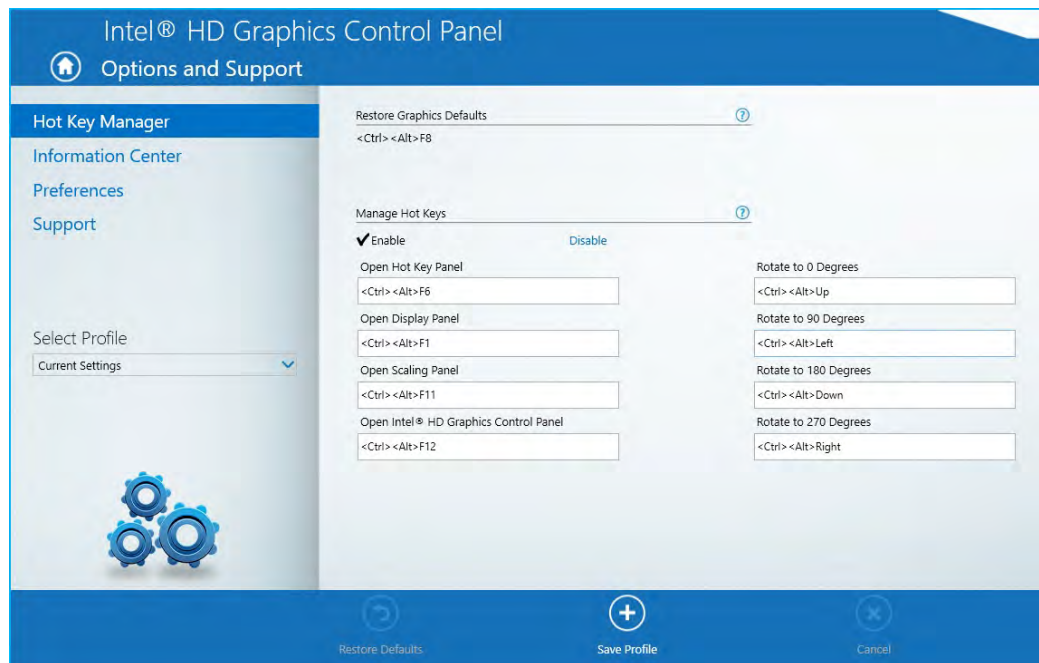 Intel® HD Graphics Control Panel
Options and Support
Hot Key Manager
Information Center
Preferences
Support
Select Profile
Current Settings
Restore Graphics Defaults
<Ctrl><Alt>F8
Manage Hot Keys
Enable Disable
Open Hot Key Panel Rotate to 0 Degrees
<Ctrl><Alt>F6 <Ctrl><Alt>Up
Open Display Panel Rotate to 90 Degrees
<Ctrl><Alt>F1 <Ctrl><Alt>Left
Open Scaling Panel Rotate to 180 Degrees
<Ctrl><Alt>F11 <Ctrl><Alt>Down
Open Intel® HD Graphics Control Panel Rotate to 270 Degrees
<Ctrl><Alt>F12 <Ctrl><Alt>Right
Restore Defaults Save Profile Cancel